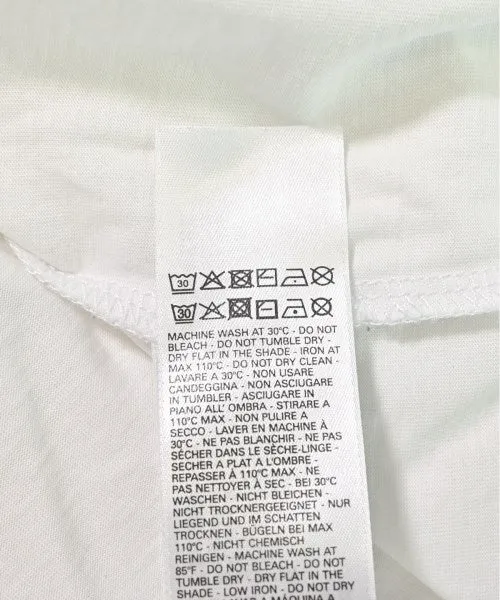 30
30
MACHINE WASH AT 30°C - DO NOT
BLEACH - DO NOT TUMBLE DRY -
DRY FLAT IN THE SHADE - IRON AT
MAX 110°C - DO NOT DRY CLEAN -
LAVARE A 30°C - NON USARE
CANDEGGINA - NON ASCIUGARE
IN TUMBLER - ASCIUGARE IN
PIANO ALL' OMBRA - STIRARE A
110°C MAX - NON PULIRE A
SECCO - LAVER EN MACHINE À
30°C - NE PAS BLANCHIR - NE PAS
SÉCHER DANS LE SÈCHE-LINGE -
SECHER A PLAT A L'OMBRE -
REPASSER À 110°C MAX - NE
PAS NETTOYER À SEC - BEI 30°C
WASCHEN - NICHT BLEICHEN -
NICHT TROCKNERGEEIGNET - NUR
LIEGEND UND IM SCHATTEN
TROCKNEN - BÜGELN BEI MAX
110°C - NICHT CHEMISCH
REINIGEN - MACHINE WASH AT
85°F - DO NOT BLEACH - DO NOT
TUMBLE DRY - DRY FLAT IN THE
SHADE - LOW IRON - DO NOT DRY